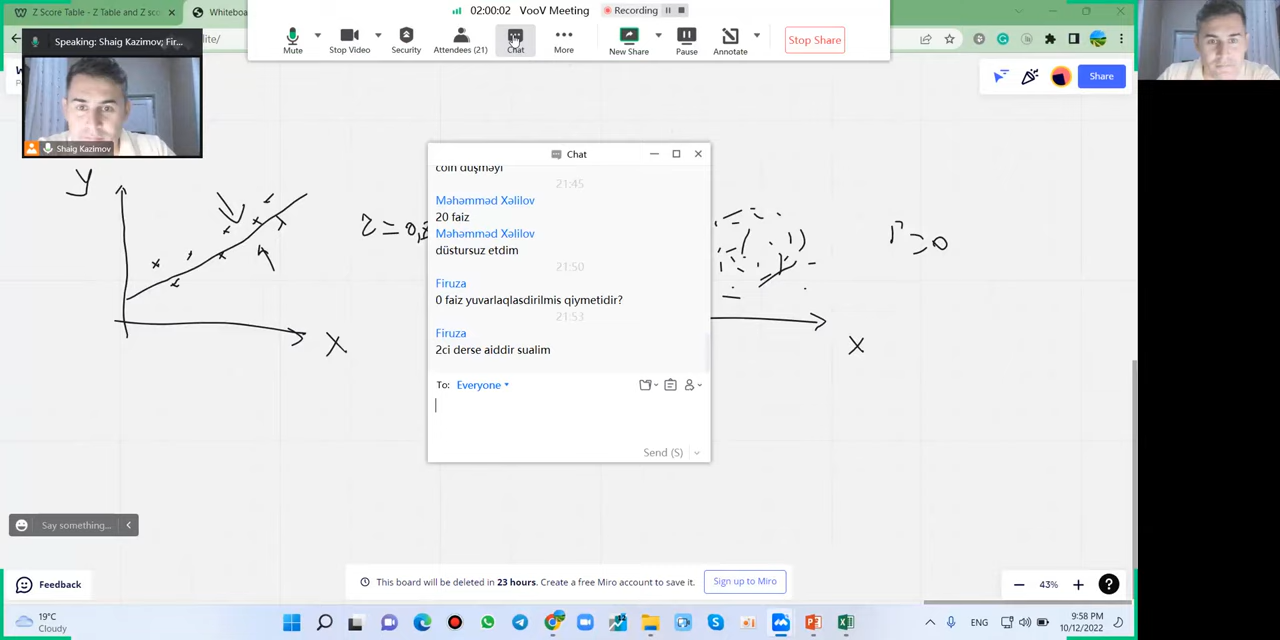 Z Score Table - Z Table and Z sco
Whiteboa
lite/
2:00:02 VooV Meeting Recording
Speaking: Shaig Kazimov; Fir...
Mute
Stop Video
Security
Attendees (21)
Chat
More
New Share
Pause
Annotate
Stop Share
Share
Shaig Kazimov
Chat
coin düşməyi
21:45
Məhəmməd Xəlilov
20 faiz
Məhəmməd Xəlilov
düstursuz etdim
21:50
Firuza
0 faiz yuvarlaqlasdirilmis qiymetidir?
21:53
Firuza
2ci derse aiddir sualim
To: Everyone
Send (S)
y
x
r=0
x
Say something...
Feedback
This board will be deleted in 23 hours. Create a free Miro account to save it.
Sign up to Miro
43%
19°C
Cloudy
ENG
9:58 PM
10/12/2022